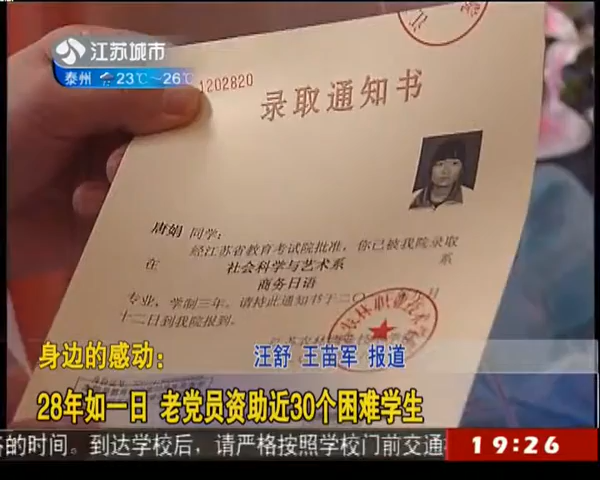 江苏城市
泰州 23℃～26℃
1202820
录取通知书
唐娟 同学：
经江苏省教育考试院批准，你已被我院录取
在 社会科学与艺术系 系
商务日语
专业，学制三年。请持此通知书于二〇
十二日到我院报到。
身边的感动：
汪舒 王苗军 报道
28年如一日 老党员资助近30个困难学生
的时间。到达学校后，请严格按照学校门前交通
19:26